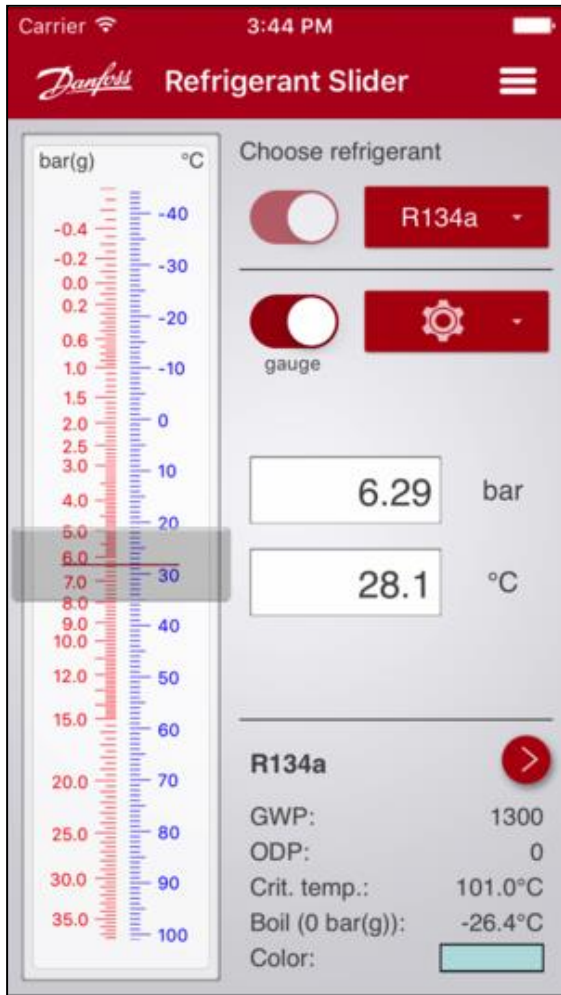 Carrier 3:44 PM
Danfoss Refrigerant Slider
bar(g) °C
Choose refrigerant
R134a
gauge
-0.4
-0.2
0.0
0.2
0.6
1.0
1.5
2.0
2.5
3.0
4.0
5.0
6.0
7.0
8.0
9.0
10.0
12.0
15.0
20.0
25.0
30.0
35.0
-40
-30
-20
-10
0
10
20
30
40
50
60
70
80
90
100
6.29 bar
28.1 °C
R134a
GWP: 1300
ODP: 0
Crit. temp.: 101.0°C
Boil (0 bar(g)): -26.4°C
Color: